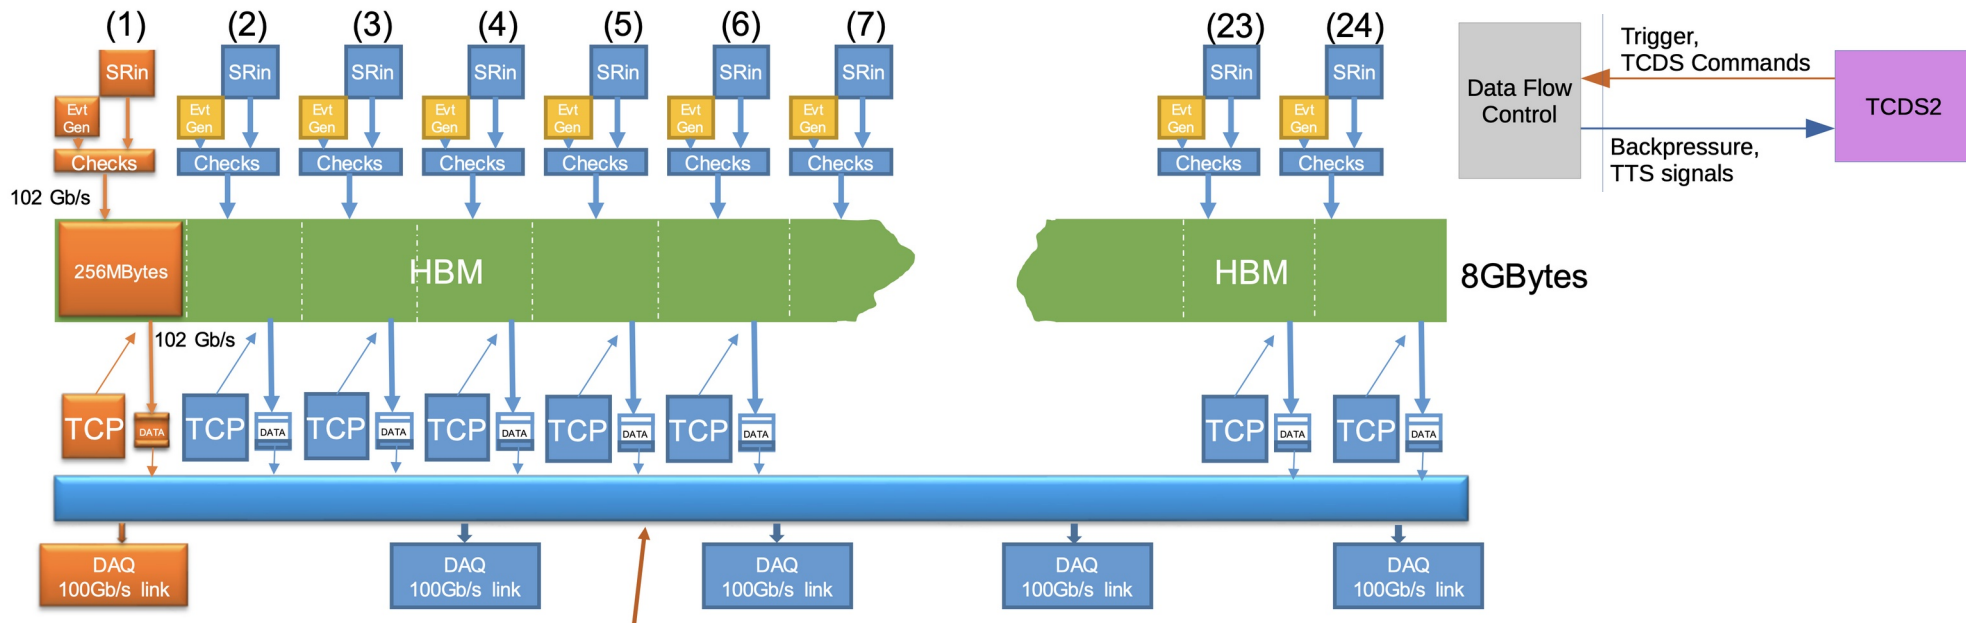 (1) (2) (3) (4) (5) (6) (7) (23) (24)
SRin SRin SRin SRin SRin SRin SRin SRin SRin
Evt Evt Evt Evt Evt Evt Evt Evt Evt
Gen Gen Gen Gen Gen Gen Gen Gen Gen
Checks Checks Checks Checks Checks Checks Checks Checks Checks
Data Flow
Control
Trigger,
TCDS Commands
TCDS2
Backpressure,
TTS signals
102 Gb/s
256MBytes
HBM
HBM
8GBytes
102 Gb/s
TCP DATA TCP DATA TCP DATA TCP DATA TCP DATA TCP DATA TCP DATA TCP DATA
DAQ DAQ DAQ DAQ DAQ
100Gb/s link 100Gb/s link 100Gb/s link 100Gb/s link 100Gb/s link